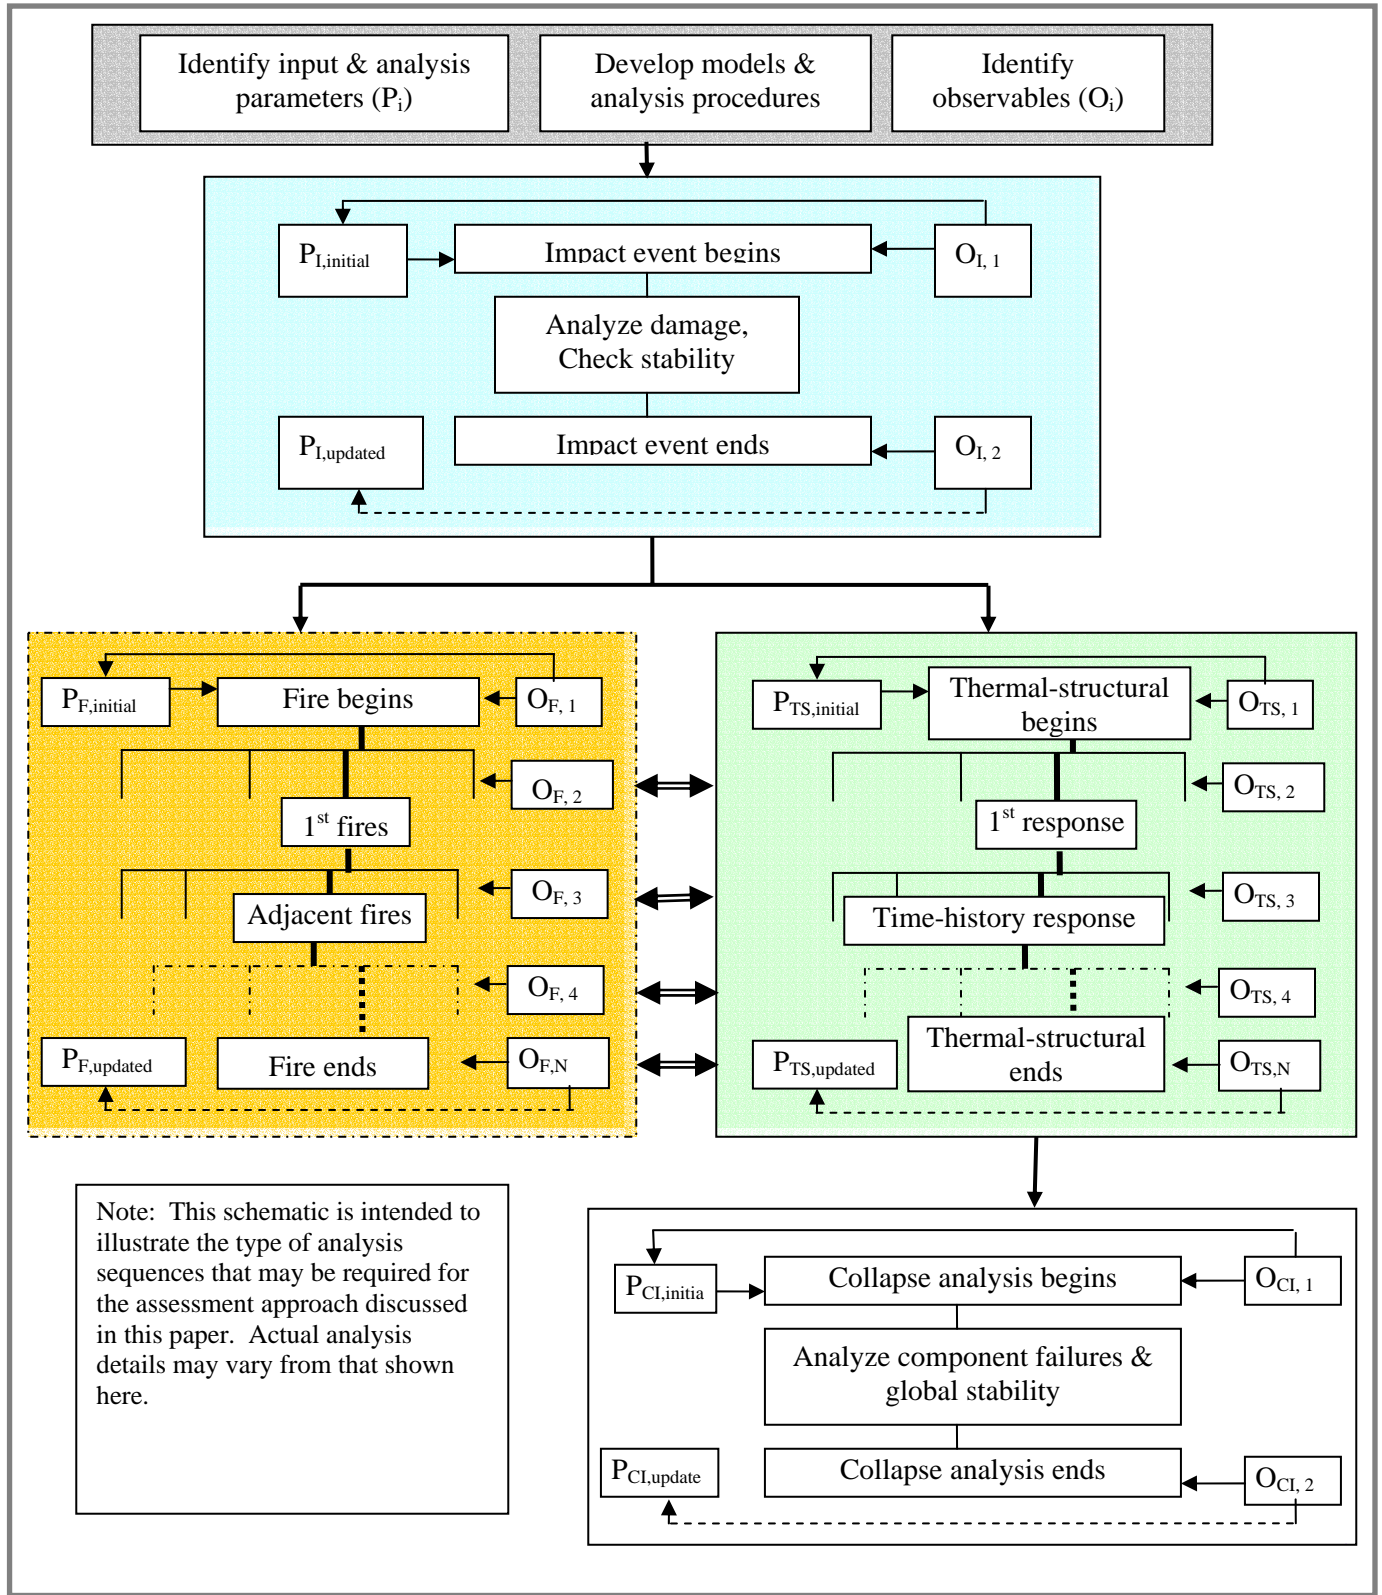 Identify input & analysis
parameters (Pi)
Develop models &
analysis procedures
Identify
observables (Oi)
PI,initial
Impact event begins
OI, 1
Analyze damage,
Check stability
PI,updated
Impact event ends
OI, 2
PF,initial
Fire begins
OF, 1
OF, 2
1st fires
OF, 3
Adjacent fires
OF, 4
PF,updated
Fire ends
OF,N
PTS,initial
Thermal-structural
begins
OTS, 1
OTS, 2
1st response
OTS, 3
Time-history response
OTS, 4
PTS,updated
Thermal-structural
ends
OTS,N
Note:  This schematic is intended to
illustrate the type of analysis
sequences that may be required for
the assessment approach discussed
in this paper.  Actual analysis
details may vary from that shown
here.
PCI,initia
Collapse analysis begins
OCI, 1
Analyze component failures &
global stability
PCI,update
Collapse analysis ends
OCI, 2